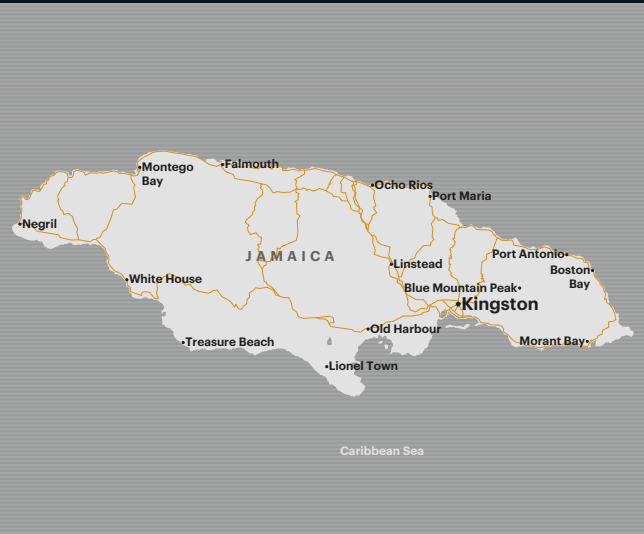 Falmouth
Montego
Bay
Ocho Rios
Port Maria
Negril
JAMAICA
Port Antonio
Linstead
Boston
Bay
White House
Blue Mountain Peak
Kingston
Old Harbour
Treasure Beach
Morant Bay
Lionel Town
Caribbean Sea